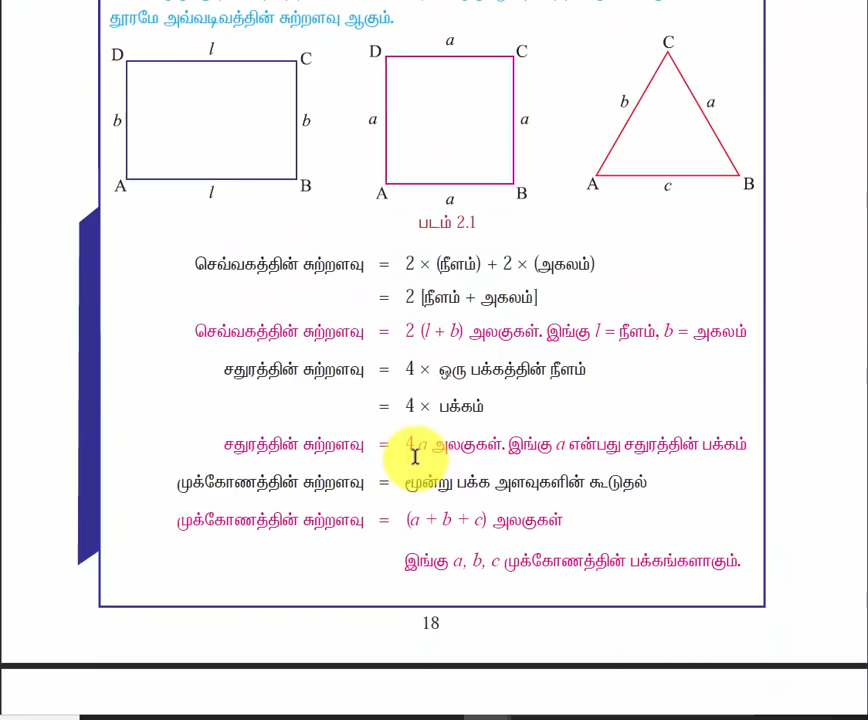 தூரமே அவ்வடிவத்தின் சுற்றளவு ஆகும்.
D l C
b b
A l B
D a C
a a
A a B
C
b a
A c B
படம் 2.1
செவ்வகத்தின் சுற்றளவு = 2 × (நீளம்) + 2 × (அகலம்)
= 2 [நீளம் + அகலம்]
செவ்வகத்தின் சுற்றளவு = 2 (l + b) அலகுகள். இங்கு l = நீளம், b = அகலம்
சதுரத்தின் சுற்றளவு = 4 × ஒரு பக்கத்தின் நீளம்
= 4 × பக்கம்
சதுரத்தின் சுற்றளவு = 4 a அலகுகள். இங்கு a என்பது சதுரத்தின் பக்கம்
முக்கோணத்தின் சுற்றளவு = மூன்று பக்க அளவுகளின் கூடுதல்
முக்கோணத்தின் சுற்றளவு = (a + b + c) அலகுகள்
இங்கு a, b, c முக்கோணத்தின் பக்கங்களாகும்.
18